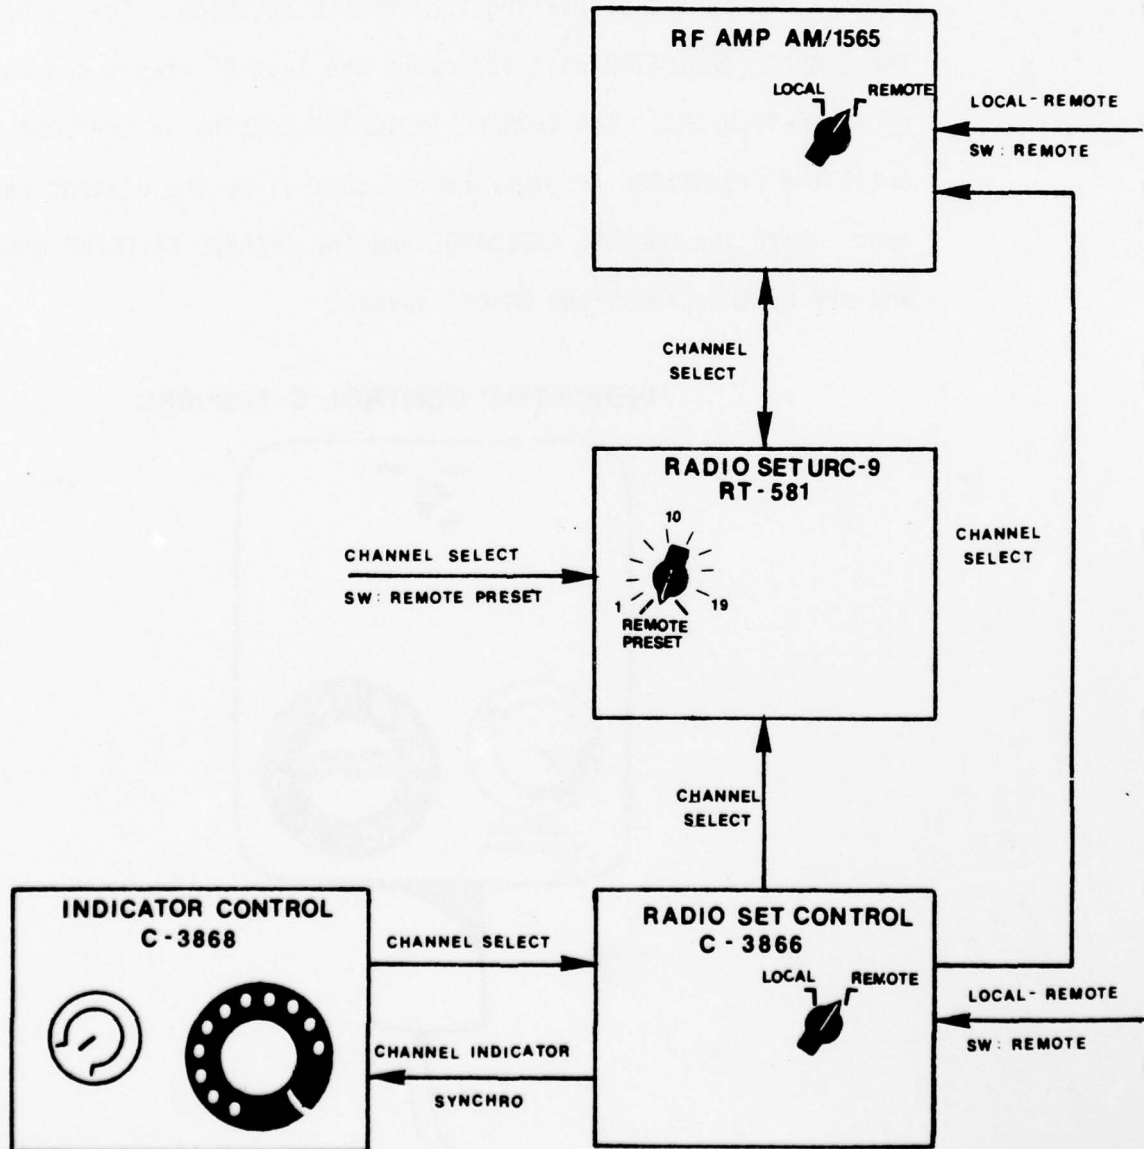 RF AMP AM/1565
LOCAL
REMOTE
LOCAL - REMOTE
SW: REMOTE
CHANNEL
SELECT
RADIO SET URC-9
RT - 581
10
1
19
REMOTE
PRESET
CHANNEL SELECT
SW: REMOTE PRESET
CHANNEL
SELECT
CHANNEL
SELECT
INDICATOR CONTROL
C - 3868
CHANNEL SELECT
CHANNEL INDICATOR
SYNCHRO
RADIO SET CONTROL
C - 3866
LOCAL
REMOTE
LOCAL - REMOTE
SW: REMOTE